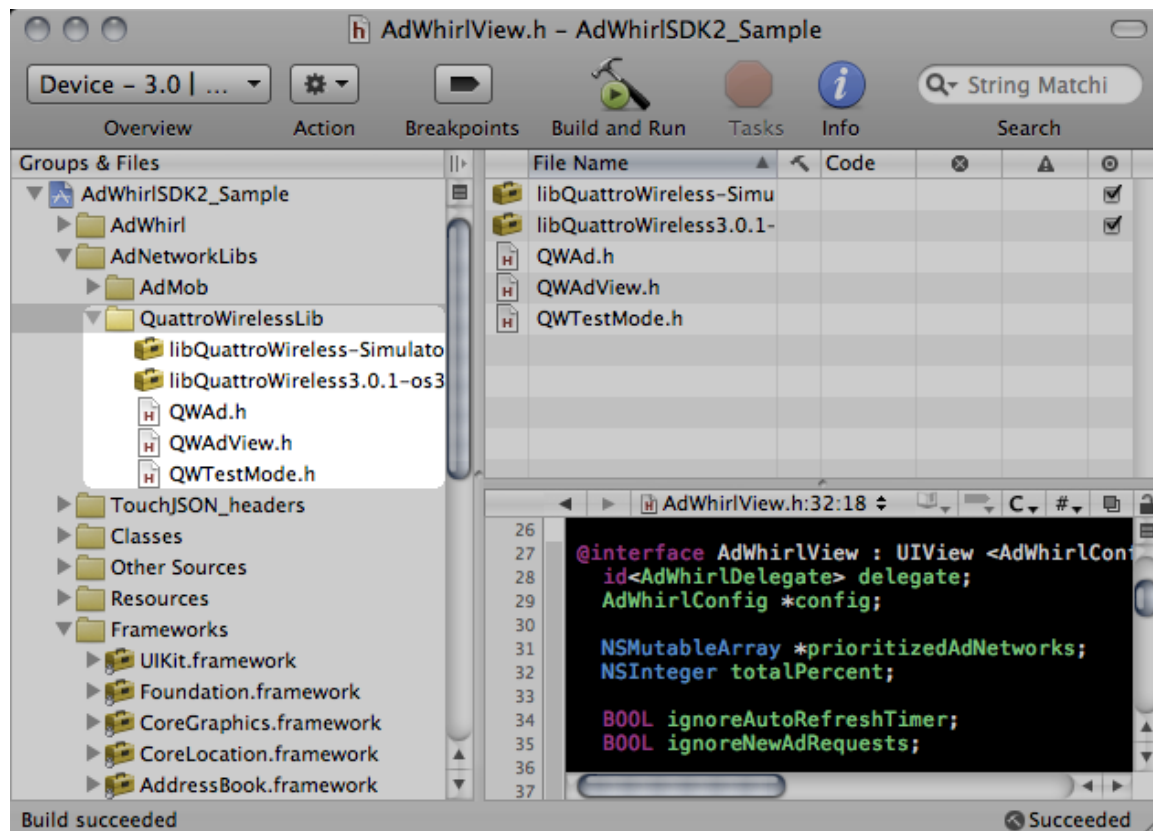 AdWhirlView.h – AdWhirlSDK2_Sample
Device – 3.0 | ...
String Matchi
Overview Action Breakpoints Build and Run Tasks Info Search
Groups & Files
AdWhirlSDK2_Sample
AdWhirl
AdNetworkLibs
AdMob
QuattroWirelessLib
libQuattroWireless–Simulato
libQuattroWireless3.0.1–os3
QWAd.h
QWAdView.h
QWTestMode.h
TouchJSON_headers
Classes
Other Sources
Resources
Frameworks
UIKit.framework
Foundation.framework
CoreGraphics.framework
CoreLocation.framework
AddressBook.framework
File Name Code
libQuattroWireless–Simu
libQuattroWireless3.0.1–
QWAd.h
QWAdView.h
QWTestMode.h
AdWhirlView.h:32:18 C #
26
27 @interface AdWhirlView : UIView <AdWhirlCon
28 id<AdWhirlDelegate> delegate;
29 AdWhirlConfig *config;
30
31 NSMutableArray *prioritizedAdNetworks;
32 NSInteger totalPercent;
33
34 BOOL ignoreAutoRefreshTimer;
35 BOOL ignoreNewAdRequests;
36
37
Build succeeded Succeeded